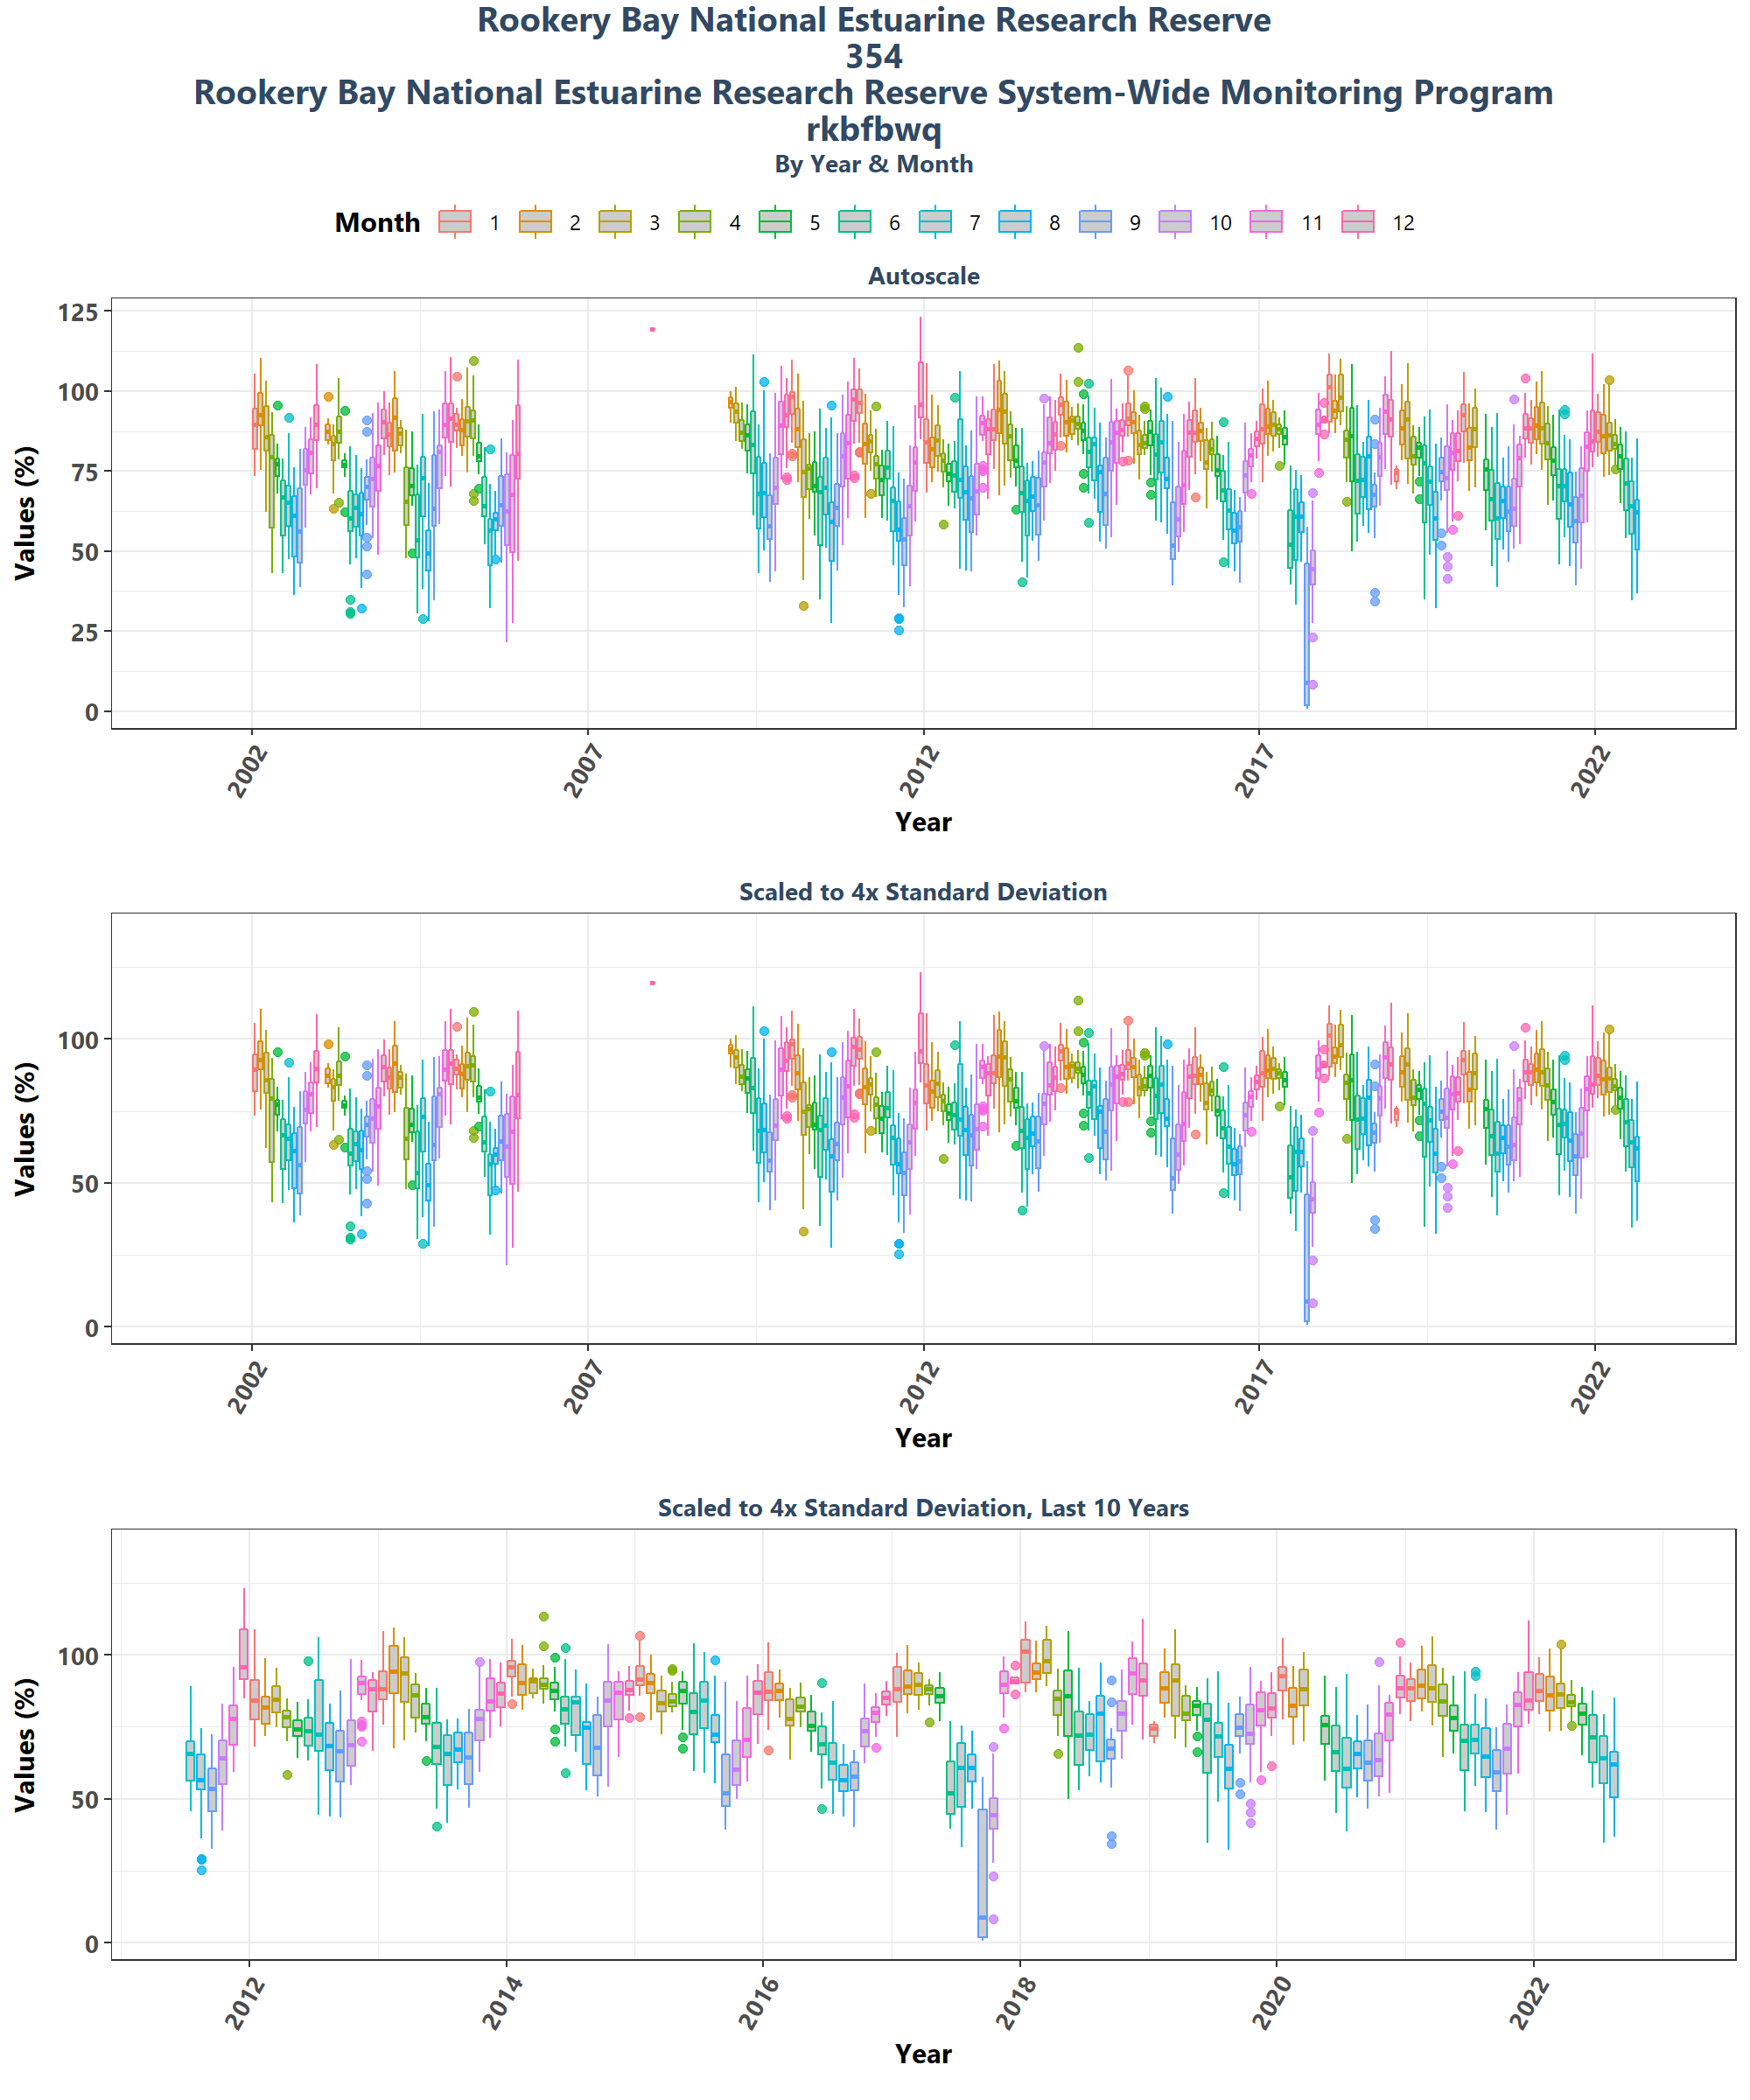 Rookery Bay National Estuarine Research Reserve
354
Rookery Bay National Estuarine Research Reserve System-Wide Monitoring Program
rkbfbwq
By Year & Month
Month 1 2 3 4 5 6 7 8 9 10 11 12
Autoscale
125
100
75
50
25
0
Values (%)
2002 2007 2012 2017 2022
Year
Scaled to 4x Standard Deviation
100
50
0
Values (%)
2002 2007 2012 2017 2022
Year
Scaled to 4x Standard Deviation, Last 10 Years
100
50
0
Values (%)
2012 2014 2016 2018 2020 2022
Year